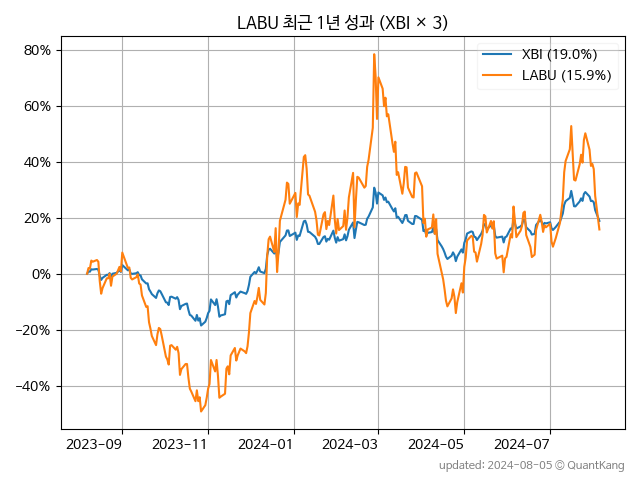 LABU 최근 1년 성과 (XBI × 3)
XBI (19.0%)
LABU (15.9%)
80%
60%
40%
20%
0%
−20%
−40%
2023-09 2023-11 2024-01 2024-03 2024-05 2024-07
updated: 2024-08-05 ⓒ QuantKang